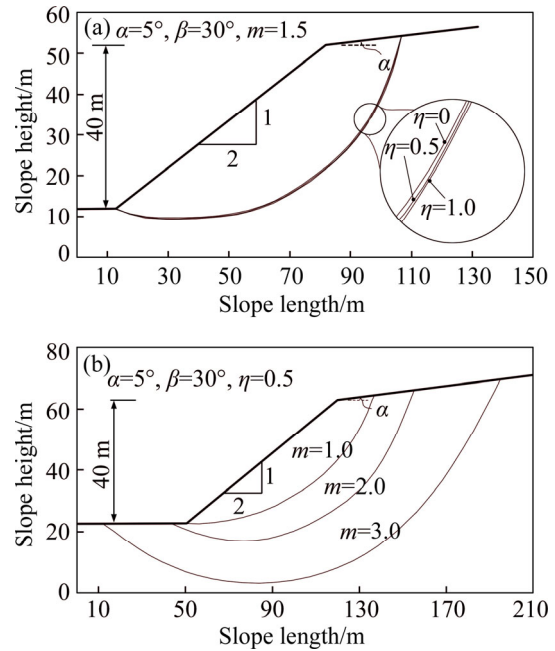 (a)
α=5°, β=30°, m=1.5
60
50
40
30
20
10
0
Slope height/m
40 m
1
2
α
η=0
η=0.5
η=1.0
10 30 50 70 90 110 130 150
Slope length/m
(b)
α=5°, β=30°, η=0.5
80
60
40
20
0
Slope height/m
40 m
1
2
α
m=1.0
m=2.0
m=3.0
10 50 90 130 170 210
Slope length/m